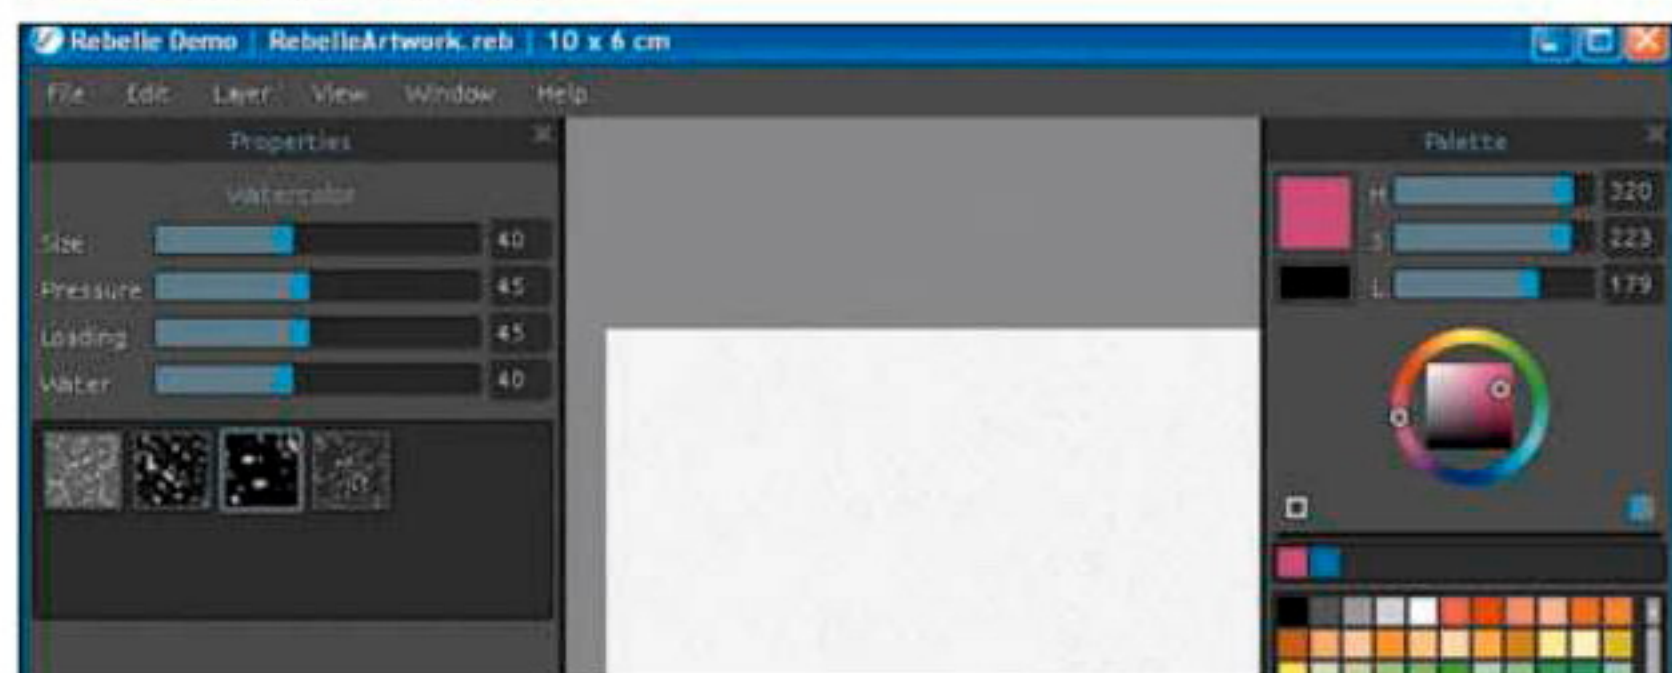 Rebelle Demo | RebelleArtwork.reb | 10 x 6 cm
File Edit Layer View Window Help
Properties
Watercolor
Size 40
Pressure 45
Loading 45
Water 40
Palette
H 320
S 223
L 179